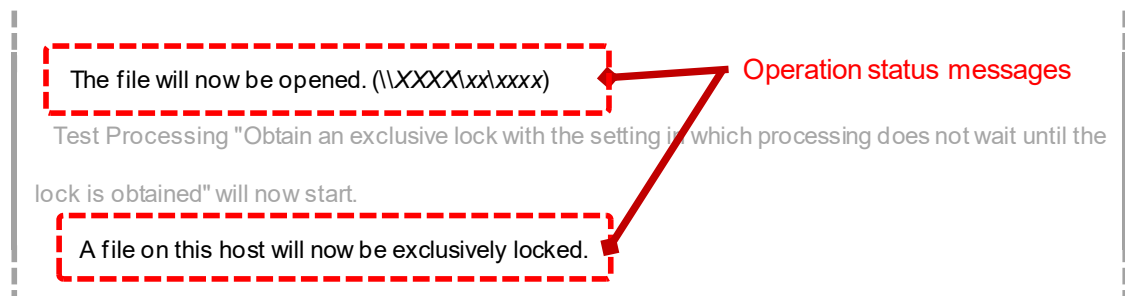 The file will now be opened. (\\XXXX\xx\xxxx)
Operation status messages
Test Processing "Obtain an exclusive lock with the setting in which processing does not wait until the
lock is obtained" will now start.
A file on this host will now be exclusively locked.